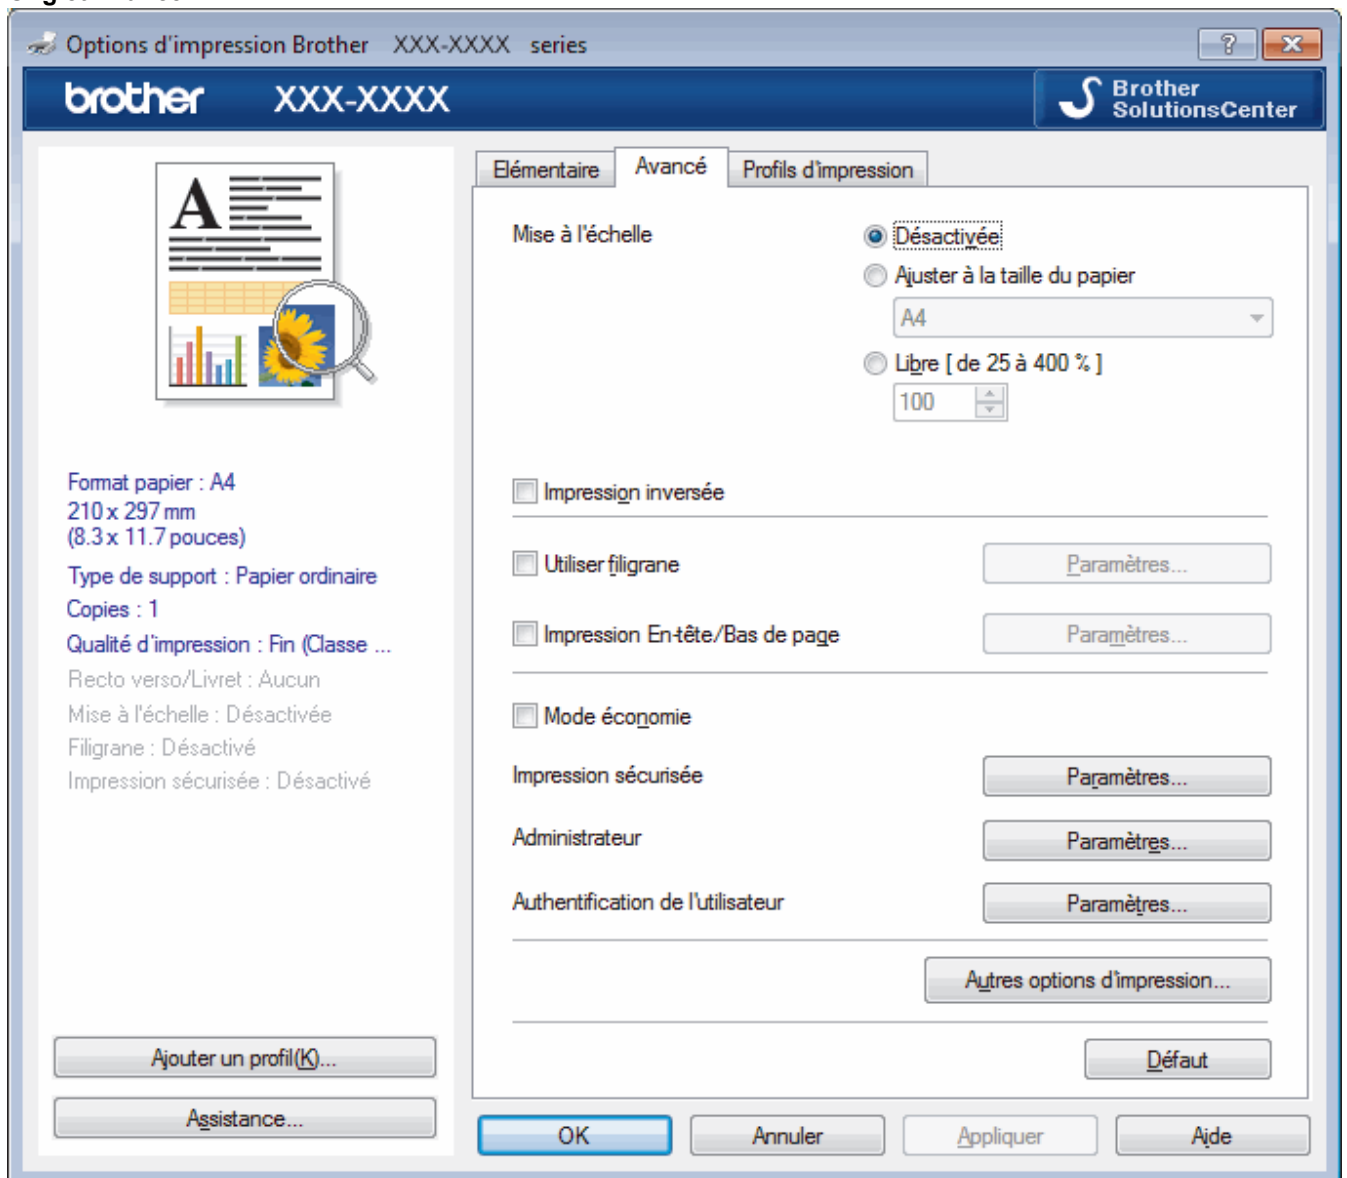 Options d'impression Brother XXX-XXXX series
brother XXX-XXXX
Brother
SolutionsCenter
A
Format papier : A4
210 x 297 mm
(8.3 x 11.7 pouces)
Type de support : Papier ordinaire
Copies : 1
Qualité d'impression : Fin (Classe ...
Recto verso/Livret : Aucun
Mise à l'échelle : Désactivée
Filigrane : Désactivé
Impression sécurisée : Désactivé
Ajouter un profil(K)...
Assistance...
Elémentaire Avancé Profils d'impression
Mise à l'échelle Désactivée
Ajuster à la taille du papier
A4
Libre [ de 25 à 400 % ]
100
Impression inversée
Utiliser filigrane Paramètres...
Impression En-tête/Bas de page Paramètres...
Mode économie
Impression sécurisée Paramètres...
Administrateur Paramètres...
Authentification de l'utilisateur Paramètres...
Autres options d'impression...
Défaut
OK Annuler Appliquer Aide